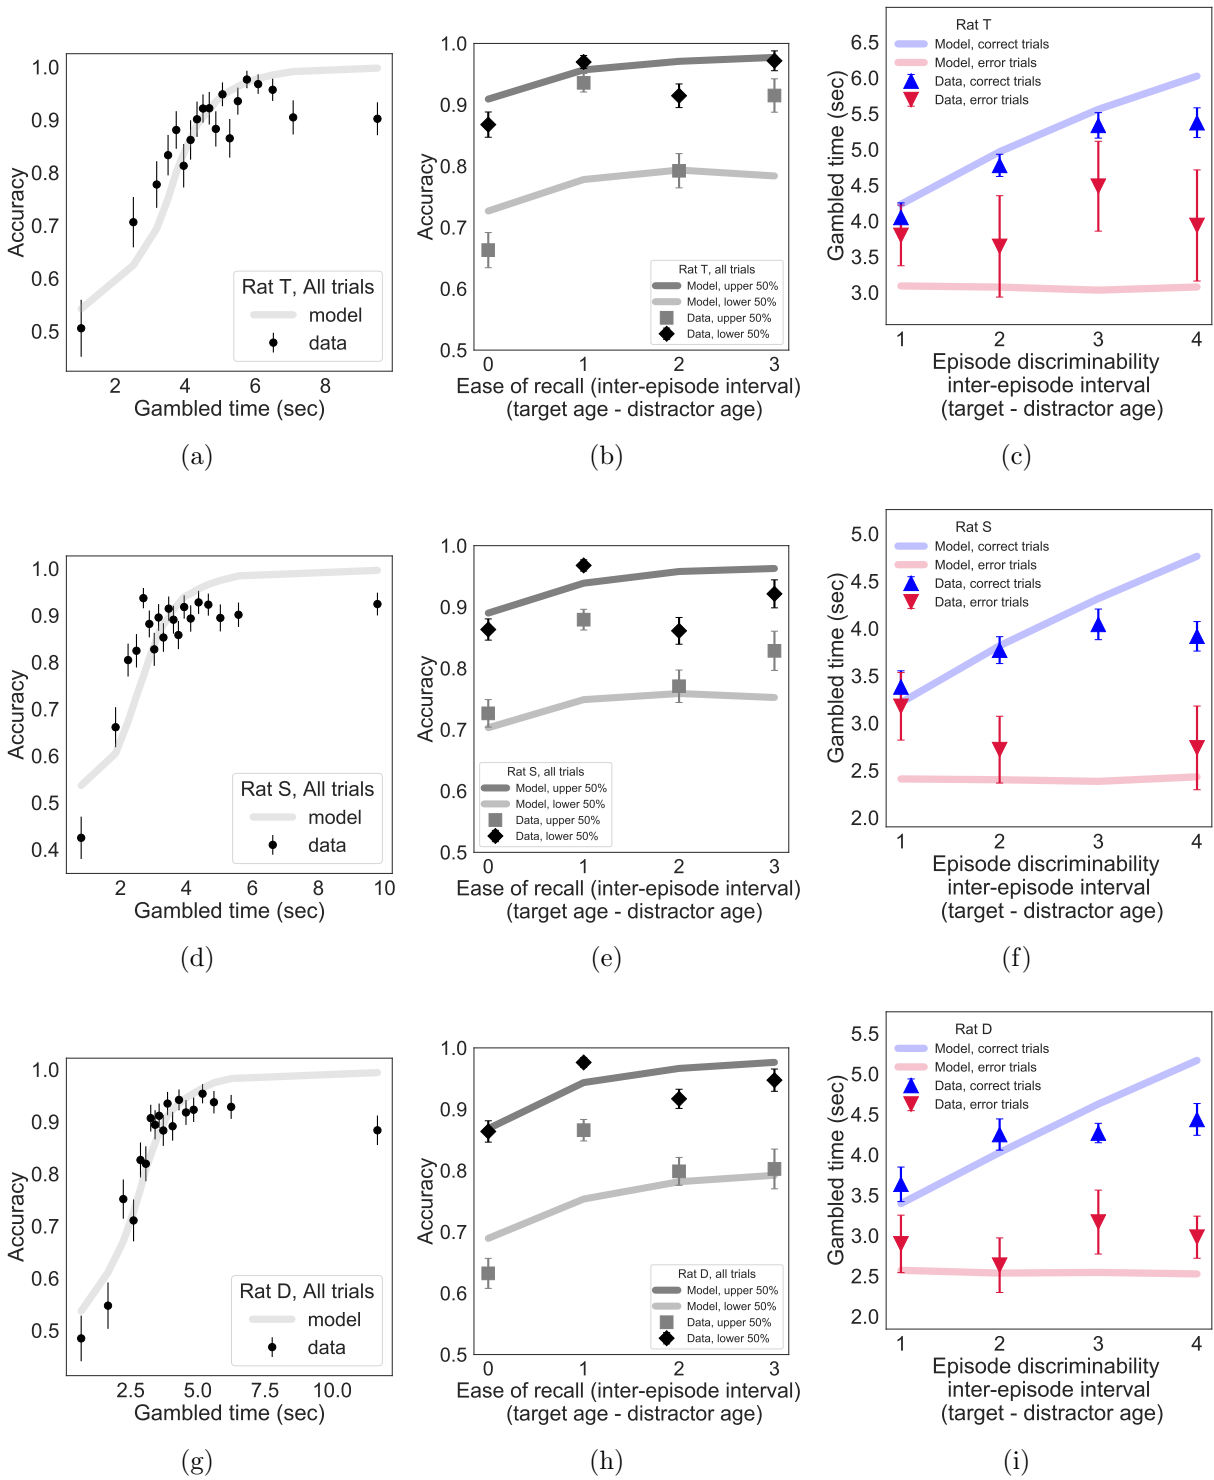 1.0
0.9
0.8
0.7
0.6
0.5
Accuracy
Rat T, All trials
model
data
2
4
6
8
Gambled time (sec)
(a)
1.0
0.9
0.8
0.7
0.6
0.5
Accuracy
Rat T, all trials
Model, upper 50%
Model, lower 50%
Data, upper 50%
Data, lower 50%
0
1
2
3
Ease of recall (inter-episode interval)
(target age - distractor age)
(b)
6.5
6.0
5.5
5.0
4.5
4.0
3.5
3.0
Gambled time (sec)
Rat T
Model, correct trials
Model, error trials
Data, correct trials
Data, error trials
1
2
3
4
Episode discriminability
inter-episode interval
(target - distractor age)
(c)
1.0
0.9
0.8
0.7
0.6
0.5
0.4
Accuracy
Rat S, All trials
model
data
2
4
6
8
10
Gambled time (sec)
(d)
1.0
0.9
0.8
0.7
0.6
0.5
Accuracy
Rat S, all trials
Model, upper 50%
Model, lower 50%
Data, upper 50%
Data, lower 50%
0
1
2
3
Ease of recall (inter-episode interval)
(target age - distractor age)
(e)
5.0
4.5
4.0
3.5
3.0
2.5
2.0
Gambled time (sec)
Rat S
Model, correct trials
Model, error trials
Data, correct trials
Data, error trials
1
2
3
4
Episode discriminability
inter-episode interval
(target - distractor age)
(f)
1.0
0.9
0.8
0.7
0.6
0.5
Accuracy
Rat D, All trials
model
data
2.5
5.0
7.5
10.0
Gambled time (sec)
(g)
1.0
0.9
0.8
0.7
0.6
0.5
Accuracy
Rat D, all trials
Model, upper 50%
Model, lower 50%
Data, upper 50%
Data, lower 50%
0
1
2
3
Ease of recall (inter-episode interval)
(target age - distractor age)
(h)
5.5
5.0
4.5
4.0
3.5
3.0
2.5
2.0
Gambled time (sec)
Rat D
Model, correct trials
Model, error trials
Data, correct trials
Data, error trials
1
2
3
4
Episode discriminability
inter-episode interval
(target - distractor age)
(i)